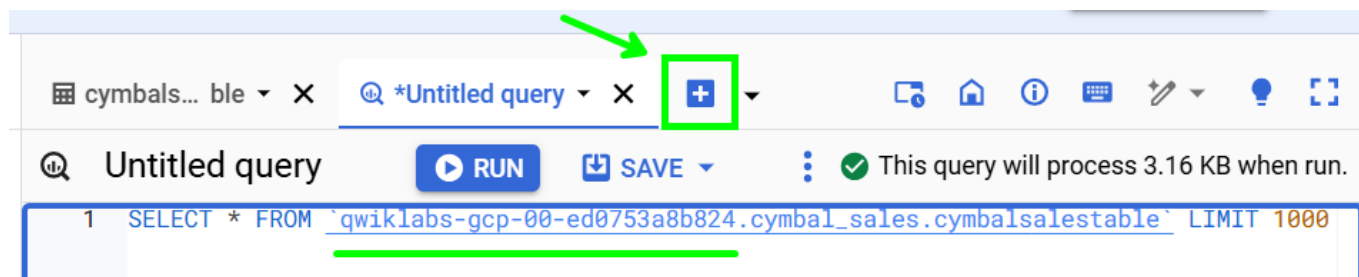 cymbals... ble *Untitled query
Untitled query RUN SAVE This query will process 3.16 KB when run.
1 SELECT * FROM `qwiklabs-gcp-00-ed0753a8b824.cymbal_sales.cymbalsalestable` LIMIT 1000